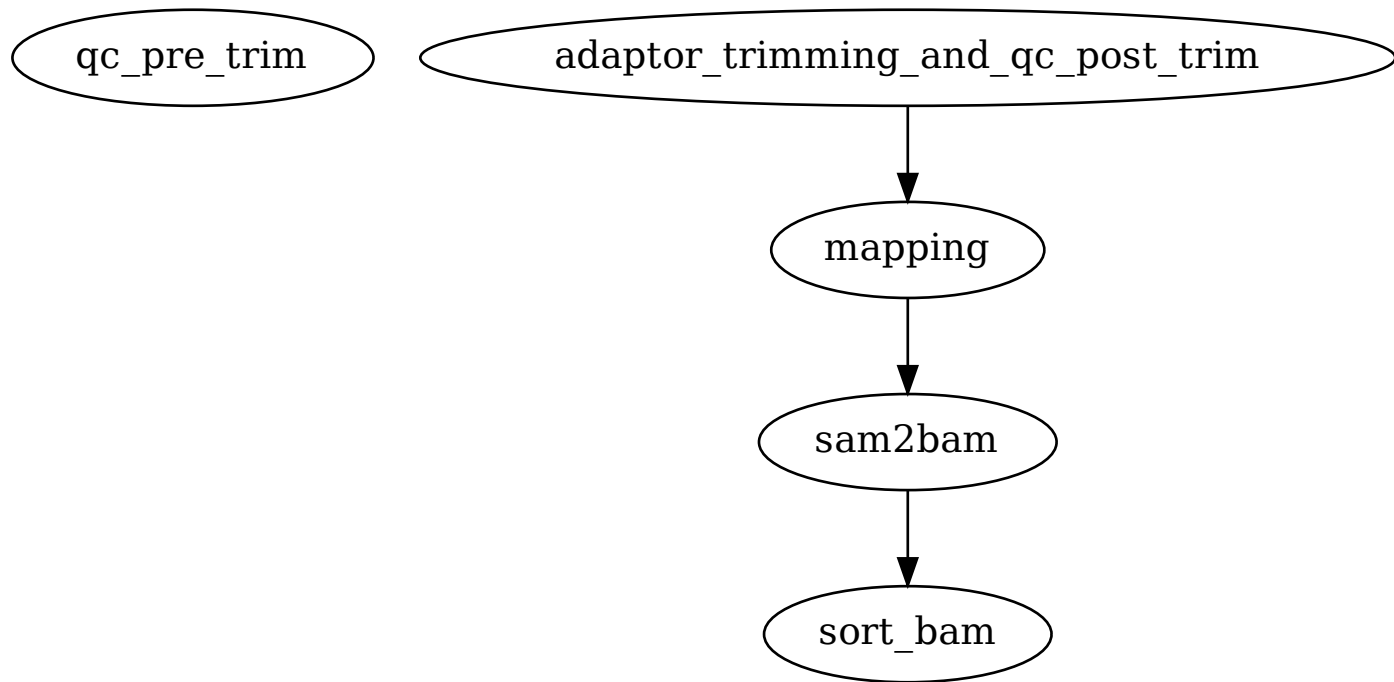 qc_pre_trim
adaptor_trimming_and_qc_post_trim
mapping
sam2bam
sort_bam